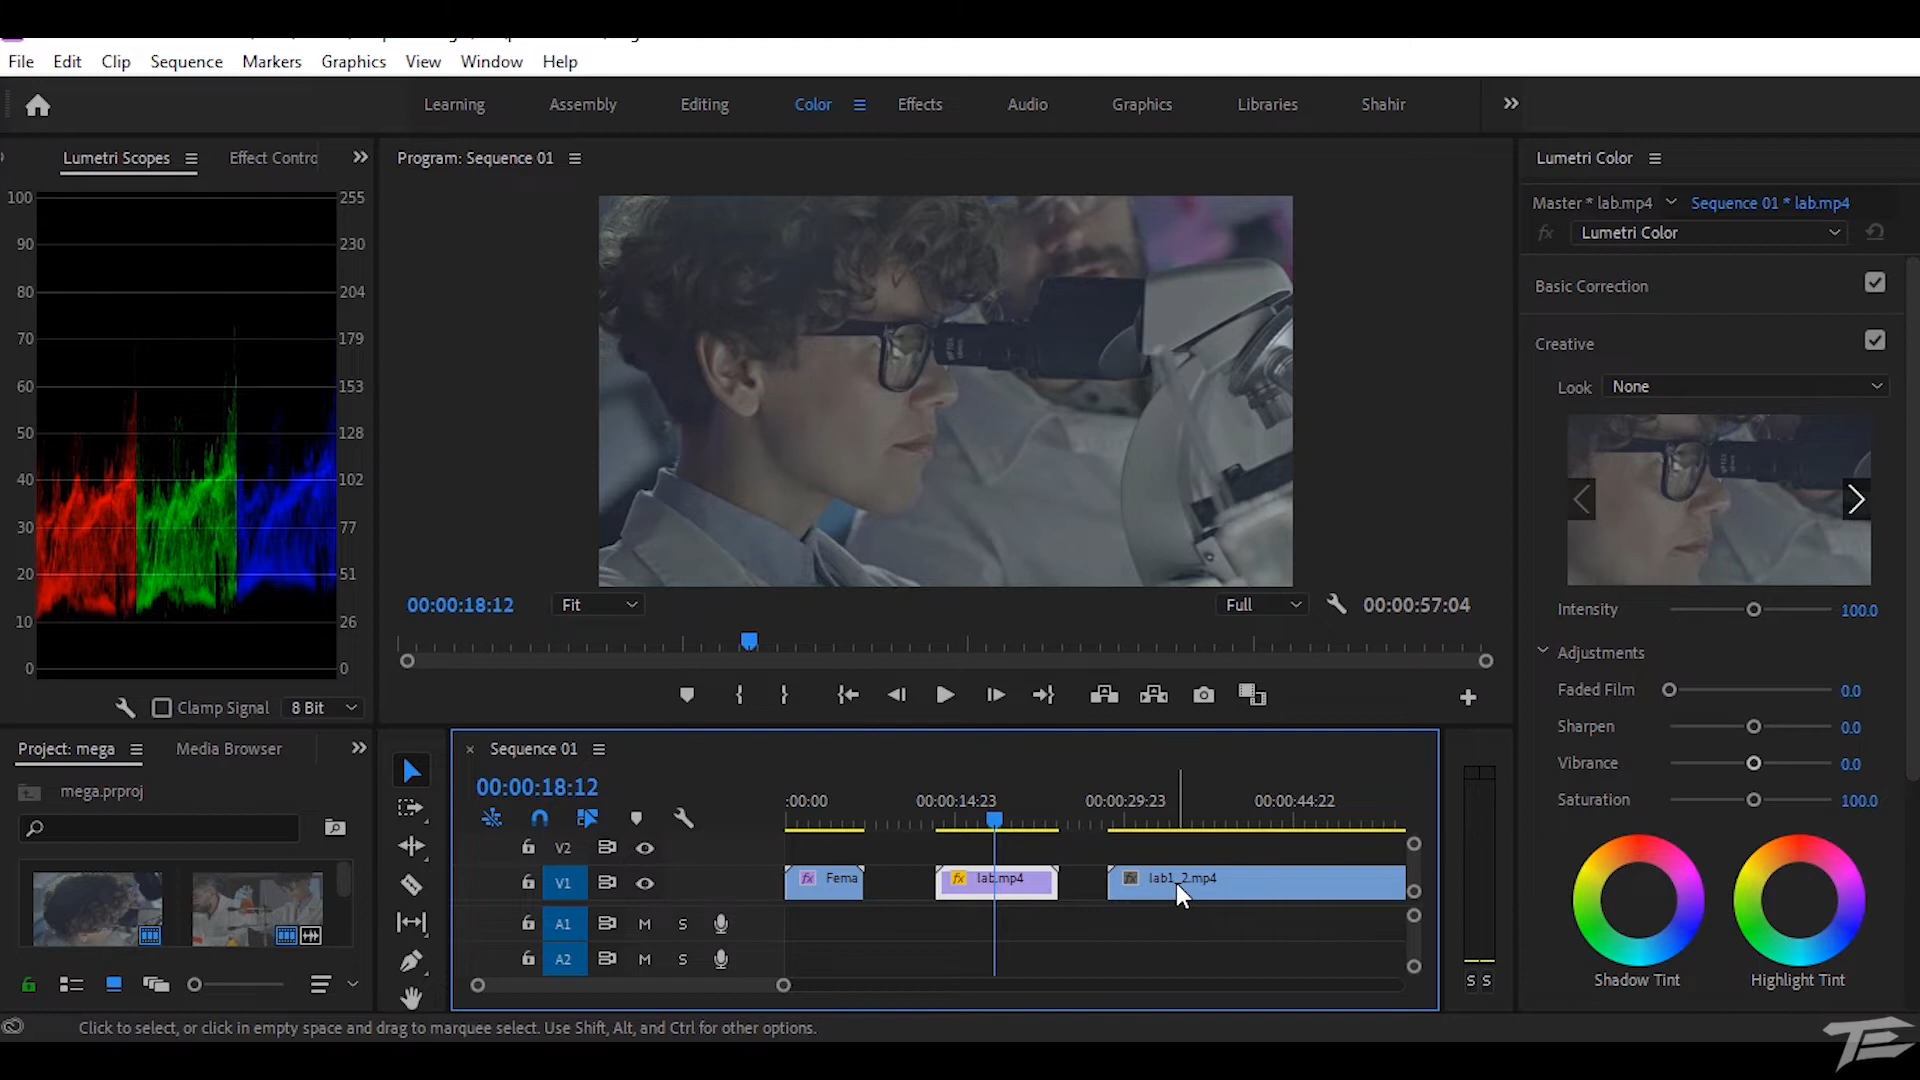 File Edit Clip Sequence Markers Graphics View Window Help
Learning Assembly Editing Color Effects Audio Graphics Libraries Shahir
Lumetri Scopes Effect Contro
Program: Sequence 01
Lumetri Color
Master * lab.mp4 Sequence 01 * lab.mp4
fx Lumetri Color
100 255
90 230
80 204
70 179
60 153
50 128
40 102
30 77
20 51
10 26
0 0
Clamp Signal 8 Bit
00:00:18:12 Fit Full 00:00:57:04
Basic Correction
Creative
Look None
Intensity 100.0
Adjustments
Faded Film 0.0
Sharpen 0.0
Vibrance 0.0
Saturation 100.0
Shadow Tint Highlight Tint
Project: mega Media Browser
mega.prproj
Sequence 01
00:00:18:12
:00:00 00:00:14:23 00:00:29:23 00:00:44:22
V2
V1 fx Fema fx lab.mp4 fx lab1_2.mp4
A1 M S
A2 M S
S S
Click to select, or click in empty space and drag to marquee select. Use Shift, Alt, and Ctrl for other options.